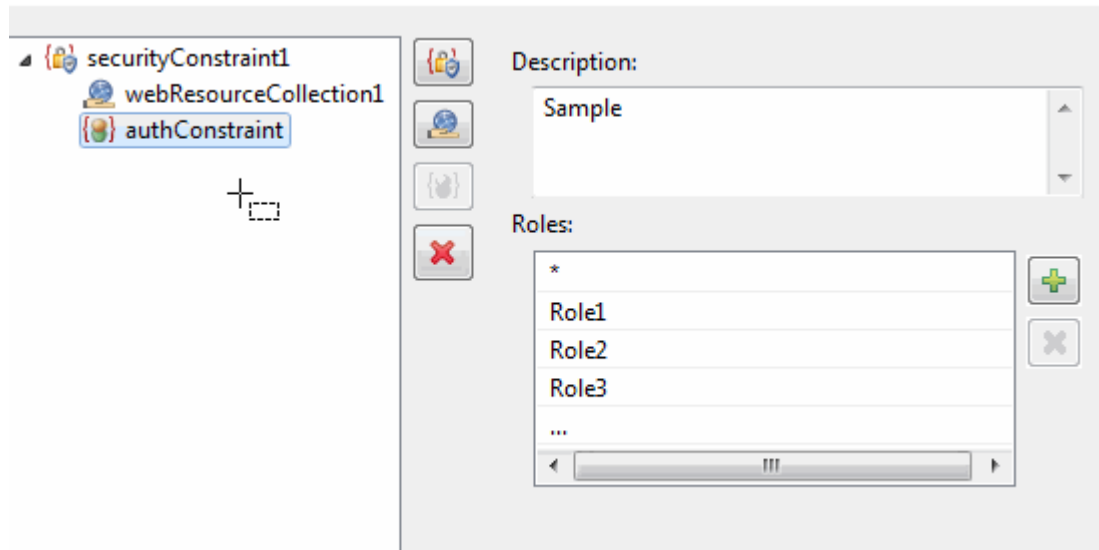 securityConstraint1
webResourceCollection1
authConstraint
Description:
Sample
Roles:
*
Role1
Role2
Role3
...